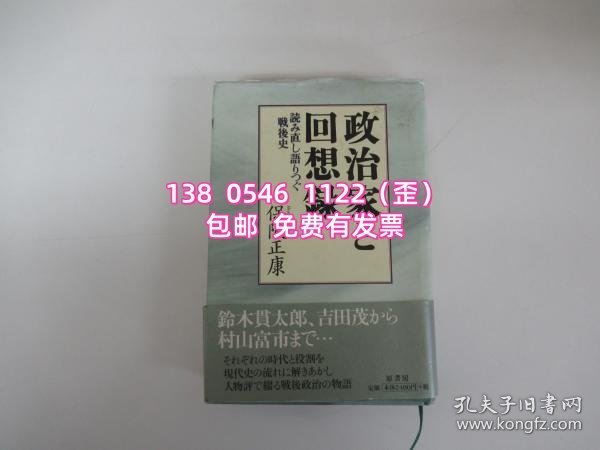 政治家と
回想録
読み直し語りつぐ
戦後史
保阪正康
138 0546 1122（歪）
包邮 免费有发票
鈴木貫太郎、吉田茂から
村山富市まで…
それぞれの時代と役割を
現代史の流れに解きあかし
人物評で綴る戦後政治の物語
原書房
孔夫子旧书网
www.kongfz.com